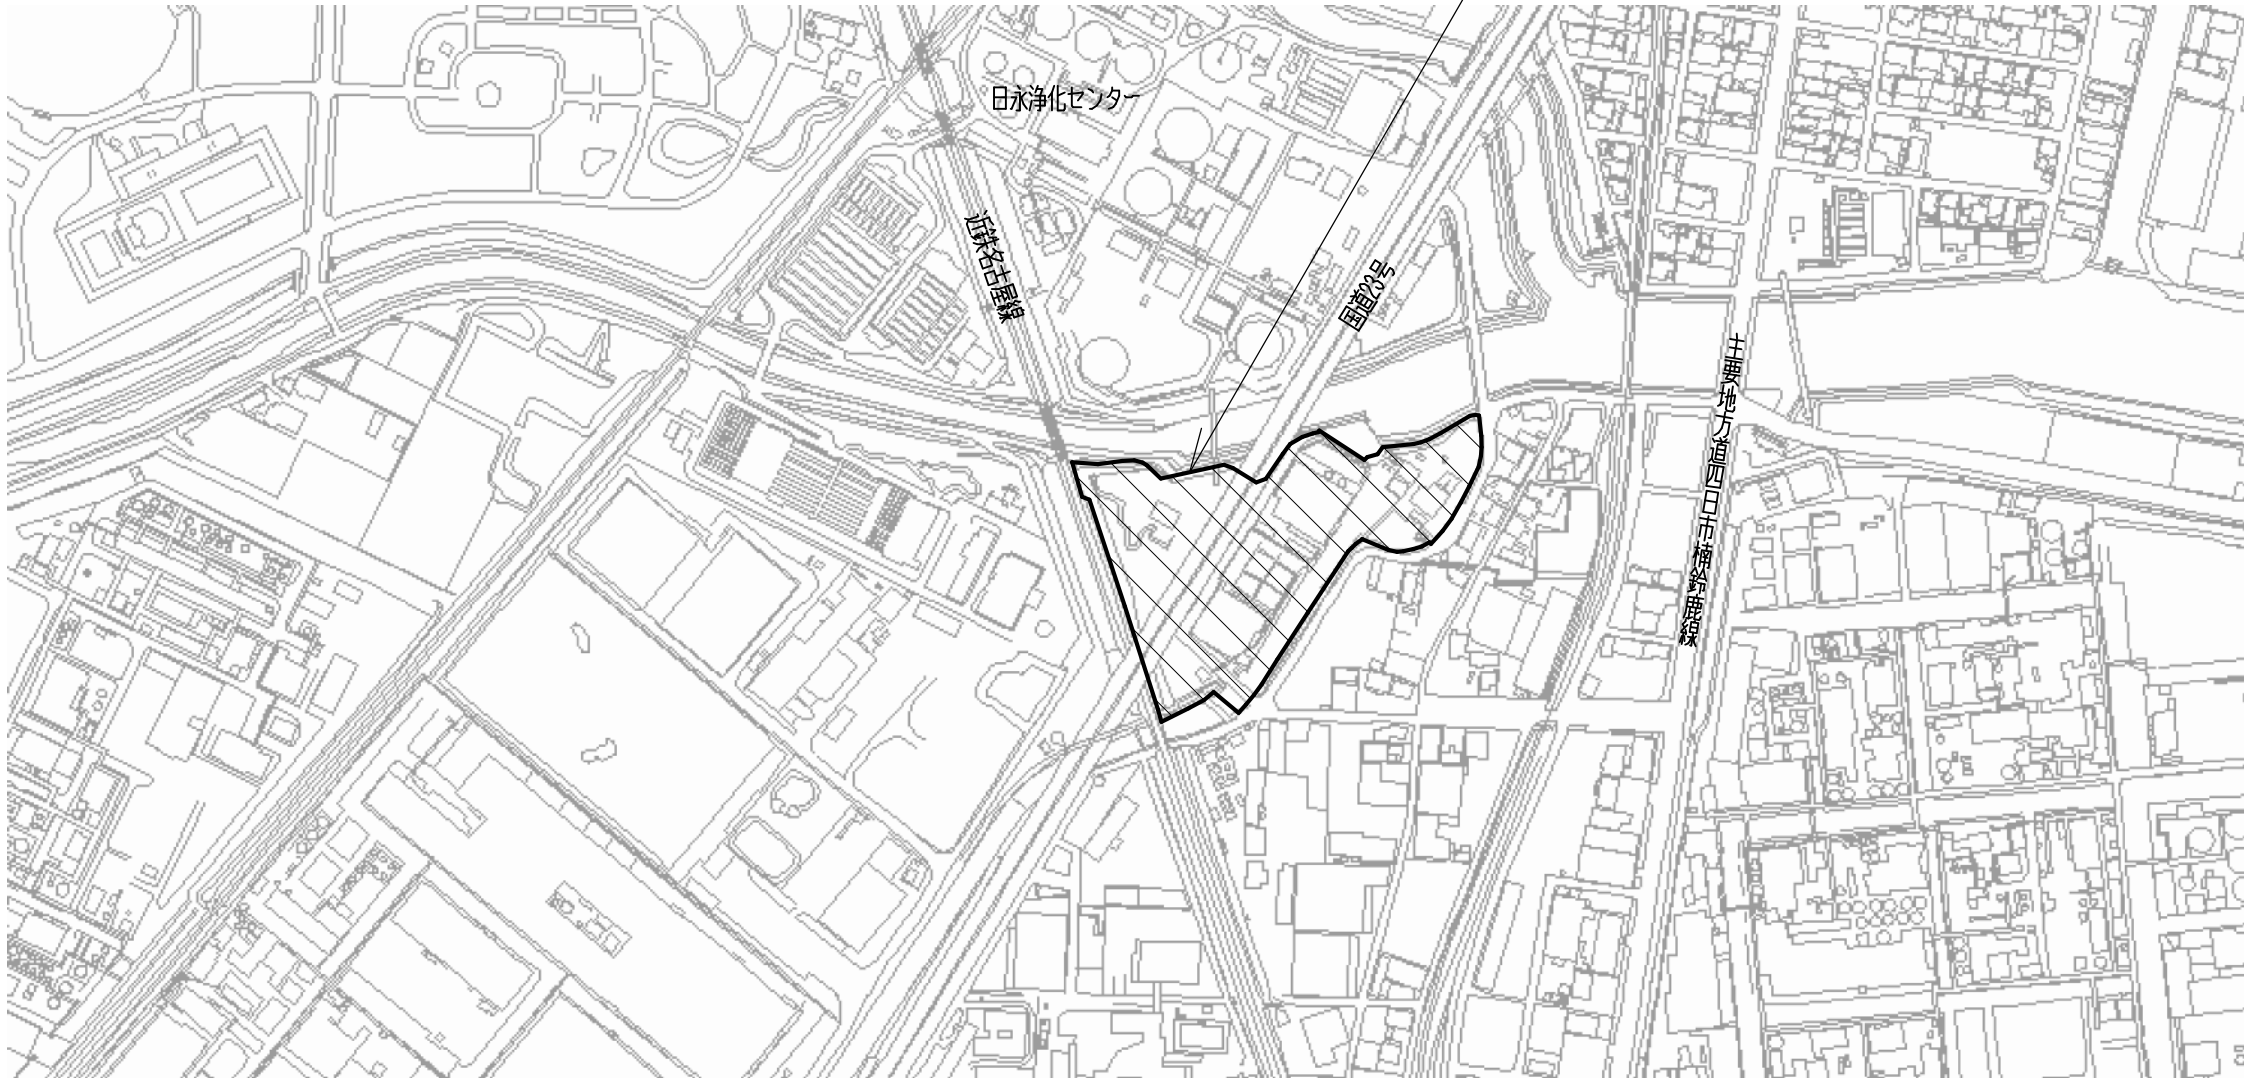 日永浄化センター
近鉄名古屋線
国道23号
主要地方道四日市楠鈴鹿線